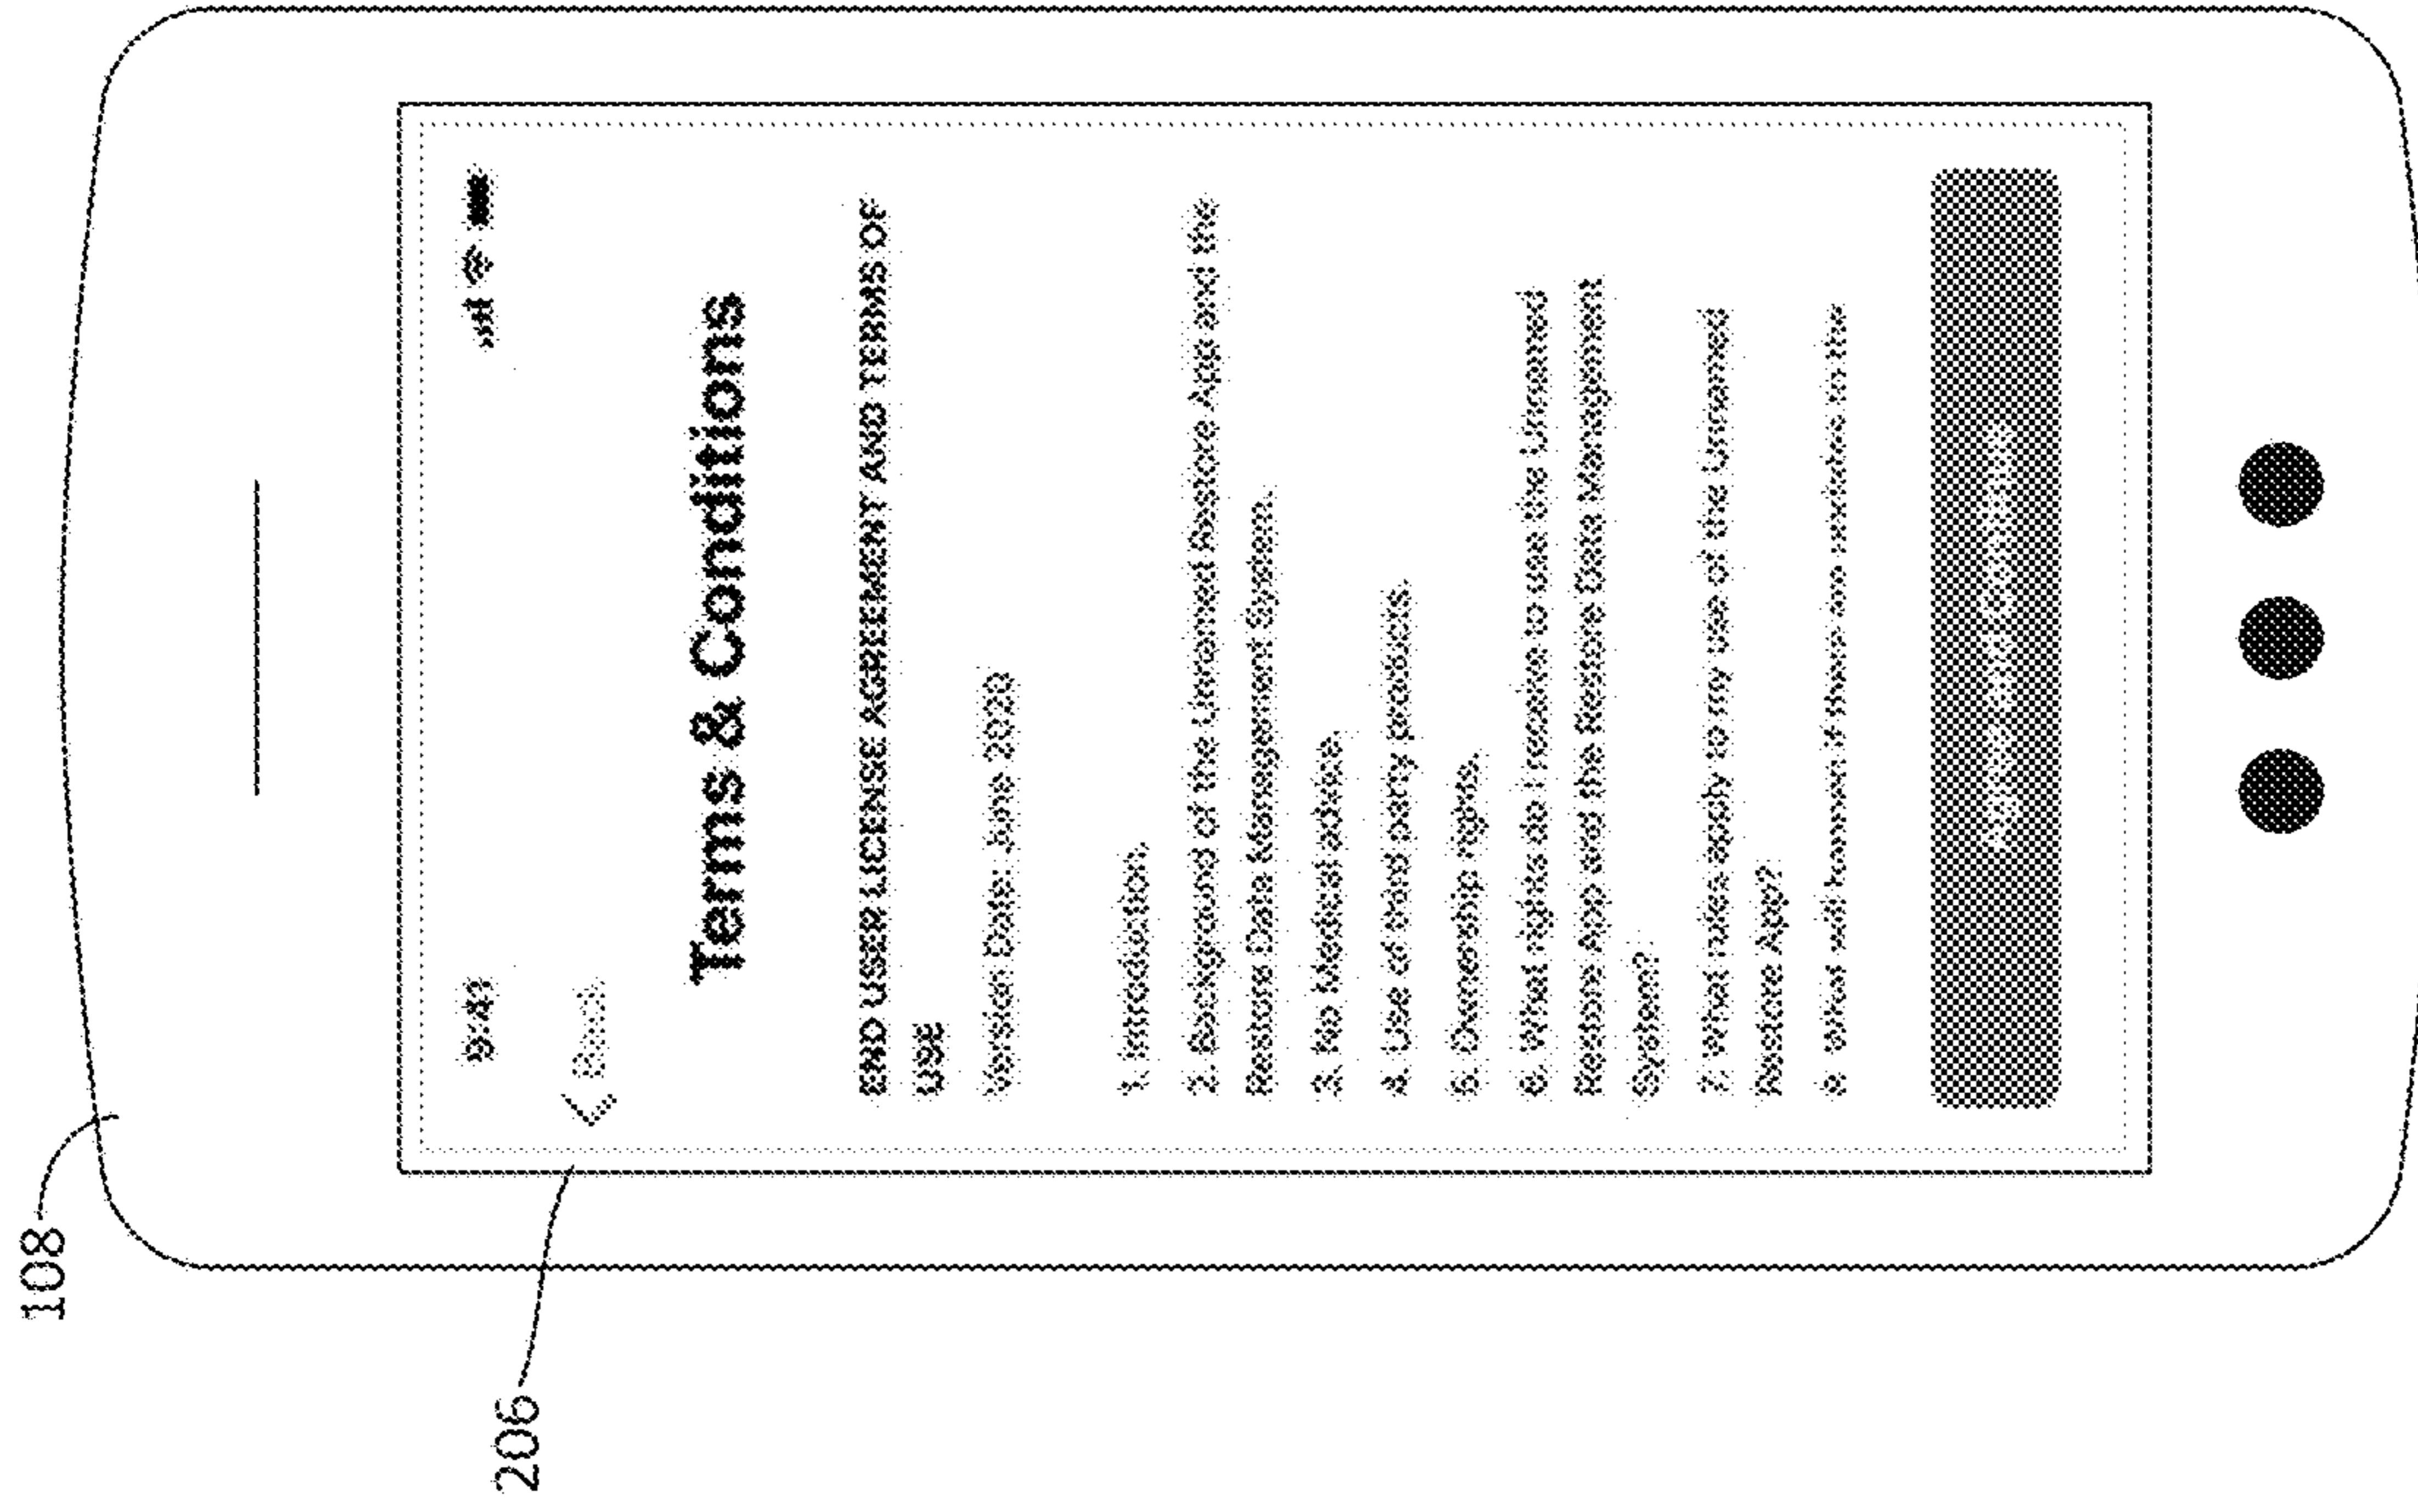 108
206
9:41
Back
Terms & Conditions
END USER LICENSE AGREEMENT AND TERMS OF
USE
Version Date: June 2020
1. Introduction.
2. Background of the Limbmed Restore App and the
Restore Data Management System.
3. No Medical advice.
4. Use of third party products.
5. Ownership rights.
6. What rights do I receive to use the
Restore App and the Restore Data Management
System?
7. What rules apply to my use of the
Restore App?
8. What will happen if there are updates to the